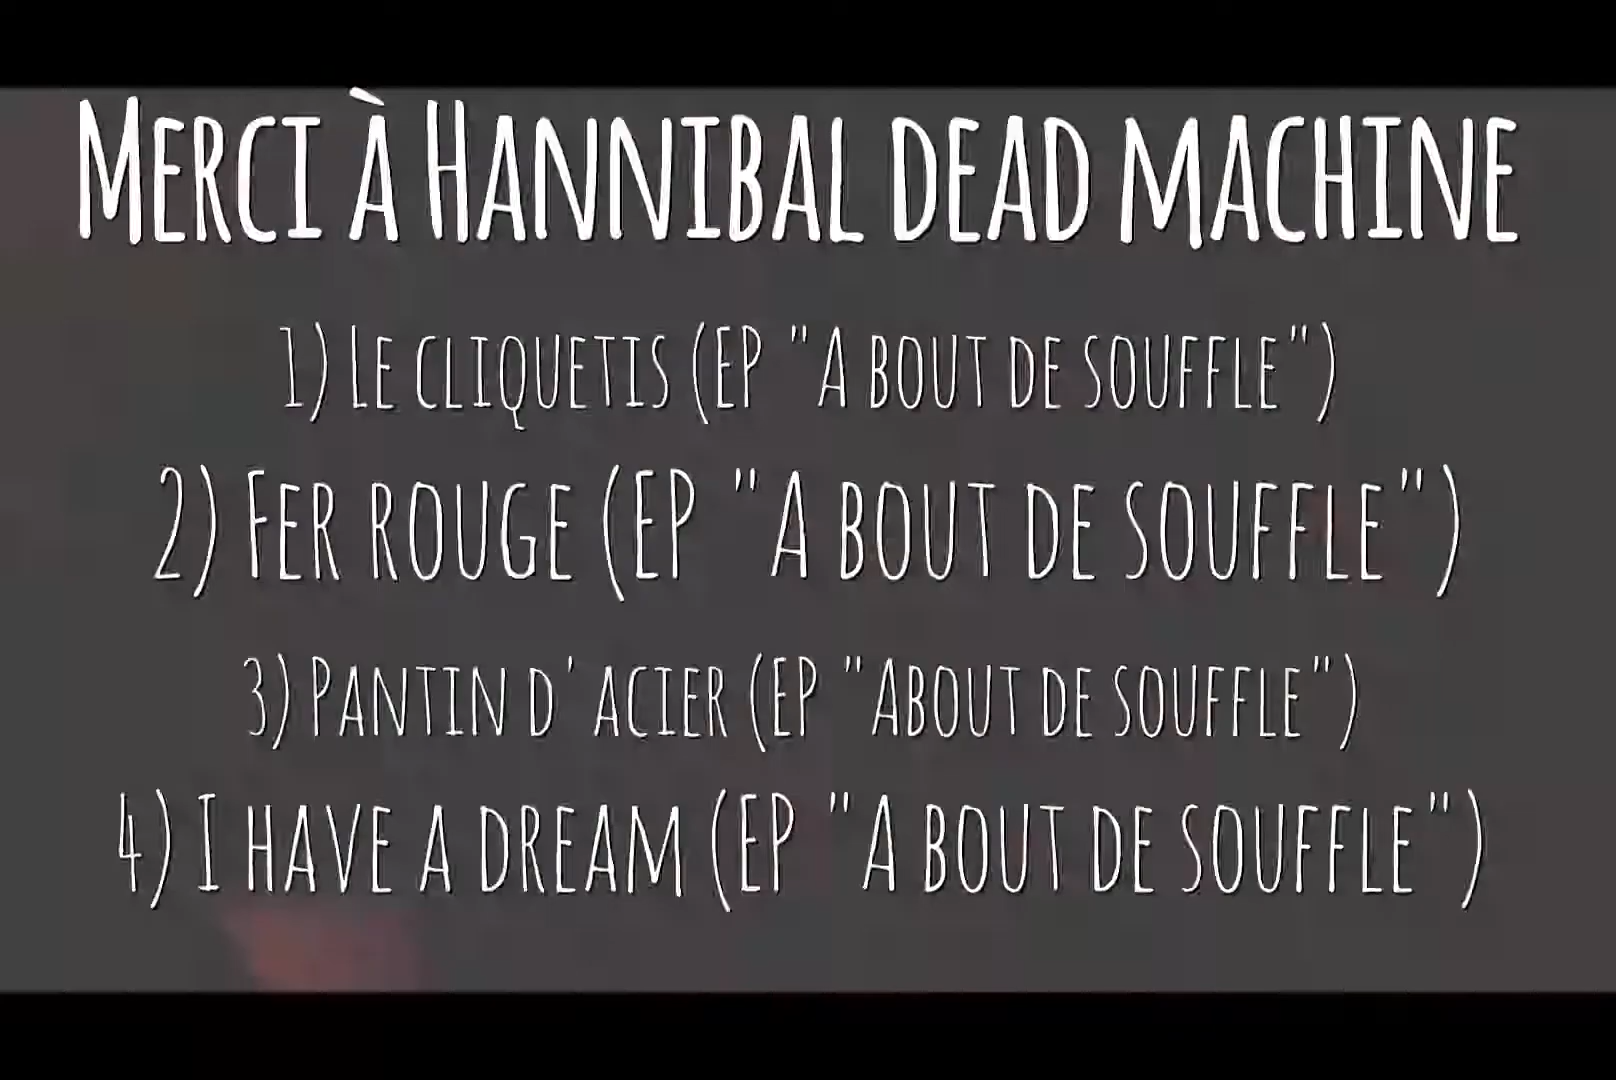 Merci à Hannibal dead machine
1) Le cliquetis (EP "A bout de souffle")
2) Fer rouge (EP "A bout de souffle")
3) Pantin d'acier (EP "About de souffle")
4) I have a dream (EP "A bout de souffle")